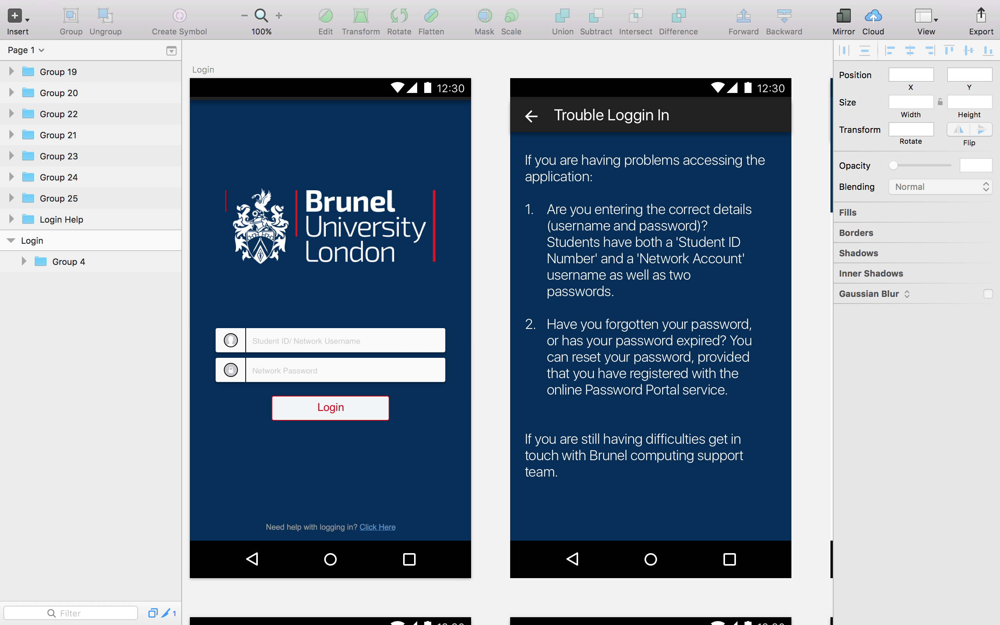 Insert
Group
Ungroup
Create Symbol
100%
Edit
Transform
Rotate
Flatten
Mask
Scale
Union
Subtract
Intersect
Difference
Forward
Backward
Mirror
Cloud
View
Export
Page 1
Group 19
Group 20
Group 22
Group 21
Group 23
Group 24
Group 25
Login Help
Login
Group 4
Filter
1
Login
12:30
Brunel
University
London
Student ID/ Network Username
Network Password
Login
Need help with logging in? Click Here
12:30
Trouble Loggin In
If you are having problems accessing the
application:
1. Are you entering the correct details
(username and password)?
Students have both a 'Student ID
Number' and a 'Network Account'
username as well as two
passwords.
2. Have you forgotten your password,
or has your password expired? You
can reset your password, provided
that you have registered with the
online Password Portal service.
If you are still having difficulties get in
touch with Brunel computing support
team.
Position
X
Y
Size
Width
Height
Transform
Rotate
Flip
Opacity
Blending
Normal
Fills
Borders
Shadows
Inner Shadows
Gaussian Blur